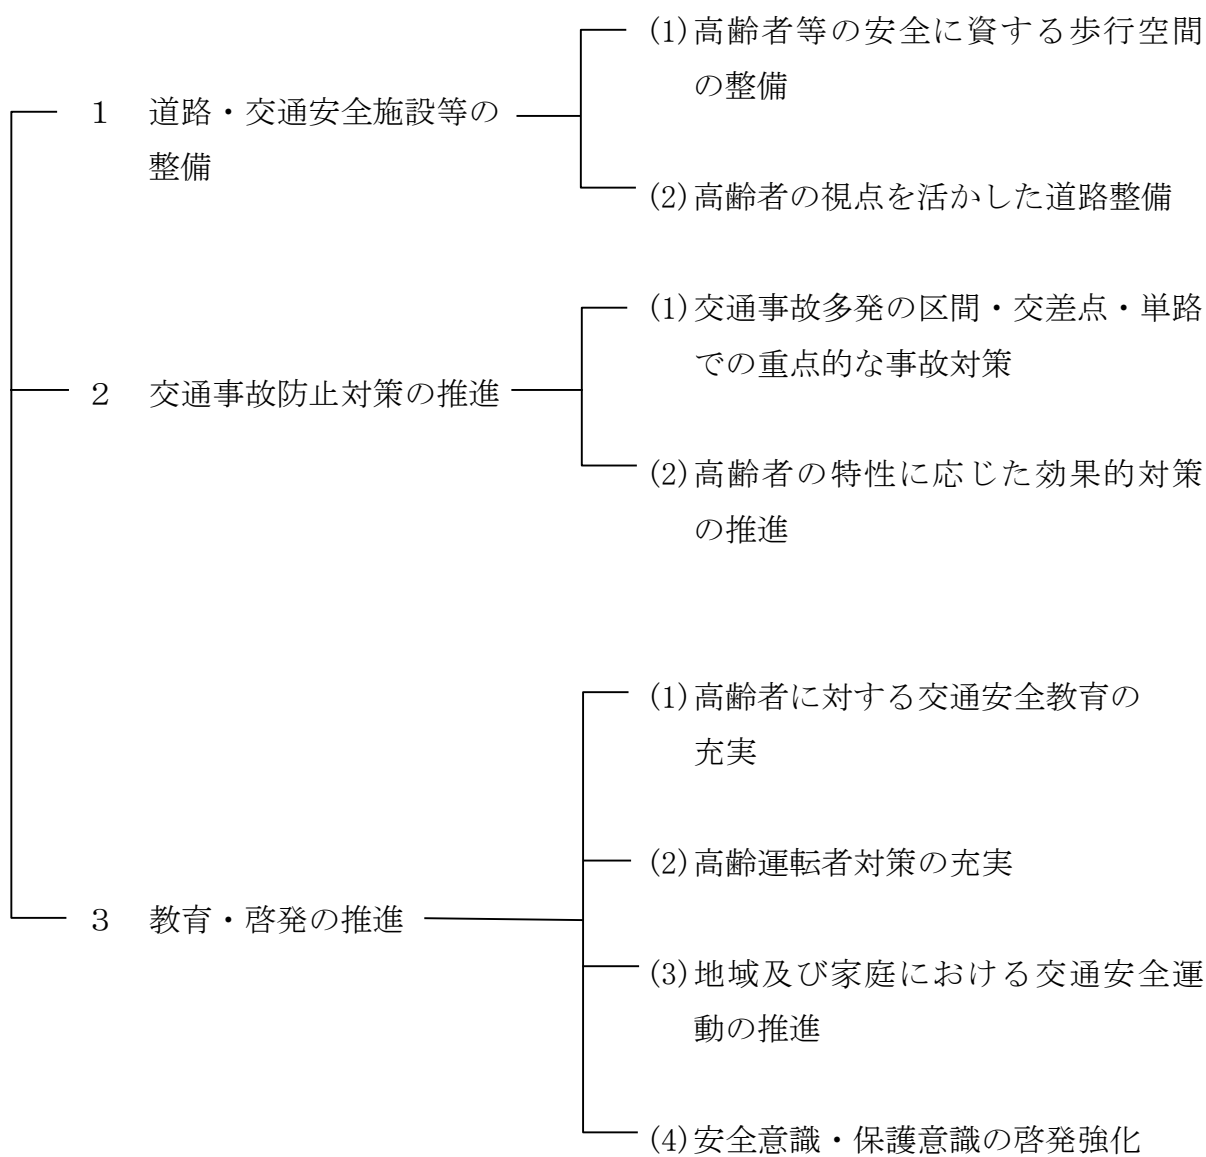 1 道路・交通安全施設等の
整備
(1)高齢者等の安全に資する歩行空間
の整備
(2)高齢者の視点を活かした道路整備
2 交通事故防止対策の推進
(1)交通事故多発の区間・交差点・単路
での重点的な事故対策
(2)高齢者の特性に応じた効果的対策
の推進
3 教育・啓発の推進
(1)高齢者に対する交通安全教育の
充実
(2)高齢運転者対策の充実
(3)地域及び家庭における交通安全運
動の推進
(4)安全意識・保護意識の啓発強化